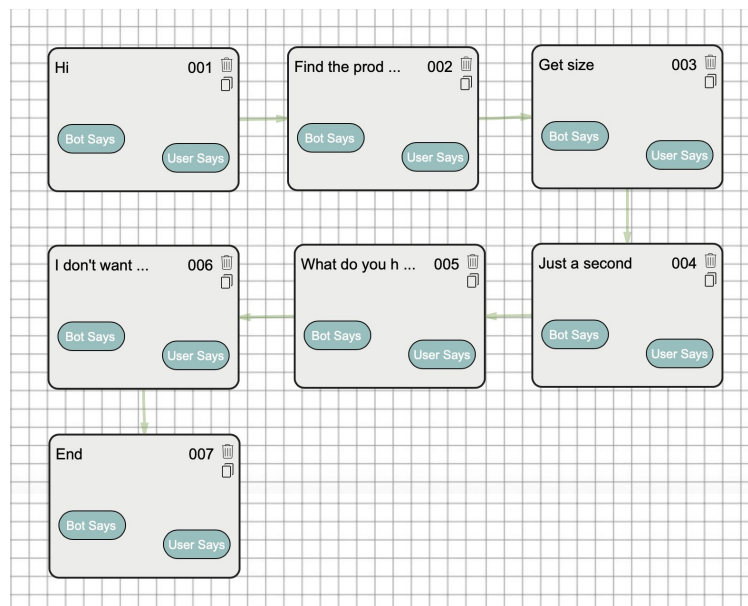 Hi 001
Bot Says
User Says
Find the prod ... 002
Bot Says
User Says
Get size 003
Bot Says
User Says
I don't want ... 006
Bot Says
User Says
What do you h ... 005
Bot Says
User Says
Just a second 004
Bot Says
User Says
End 007
Bot Says
User Says